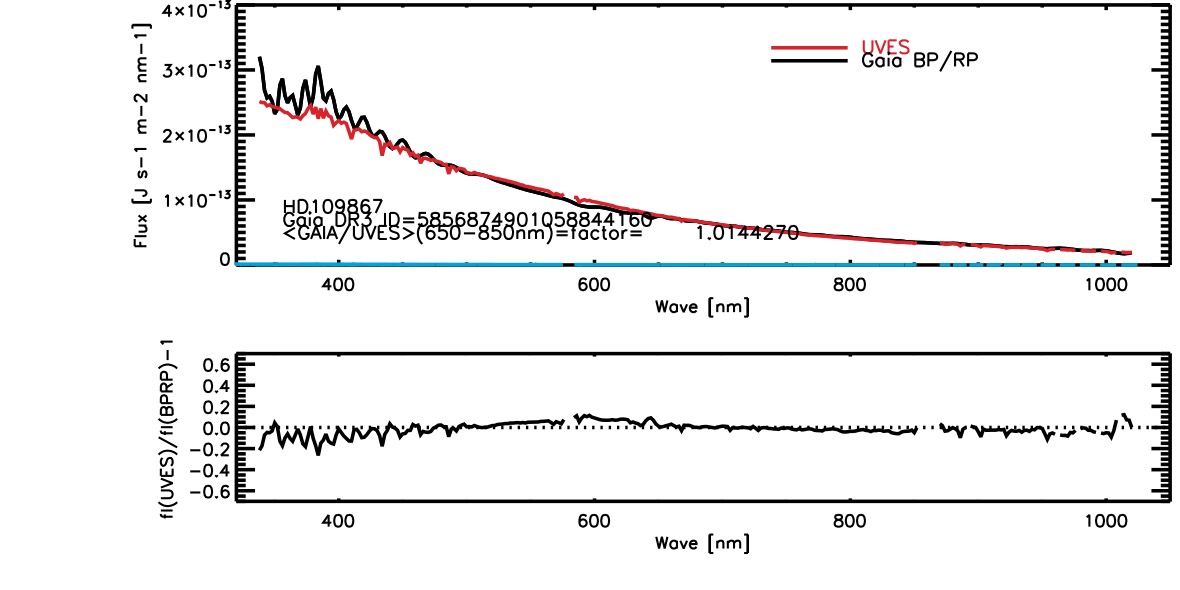 4×10−13
3×10−13
2×10−13
1×10−13
0
Flux [J s−1 m−2 nm−1]
UVES
Gaia BP/RP
HD109867
Gaia DR3 ID=5856874901058844160
<GAIA/UVES>(650−850nm)=factor= 1.0144270
400 600 800 1000
Wave [nm]
fl(UVES)/fl(BPRP)−1
0.6
0.4
0.2
0.0
−0.2
−0.4
−0.6
400 600 800 1000
Wave [nm]